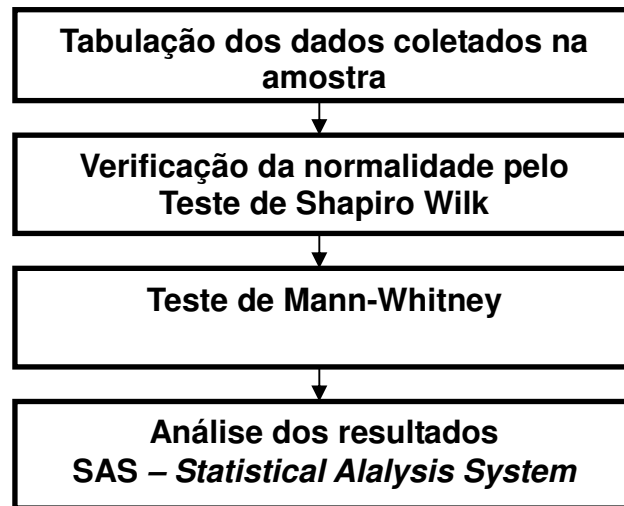 Tabulação dos dados coletados na
amostra
Verificação da normalidade pelo
Teste de Shapiro Wilk
Teste de Mann-Whitney
Análise dos resultados
SAS – Statistical Alalysis System